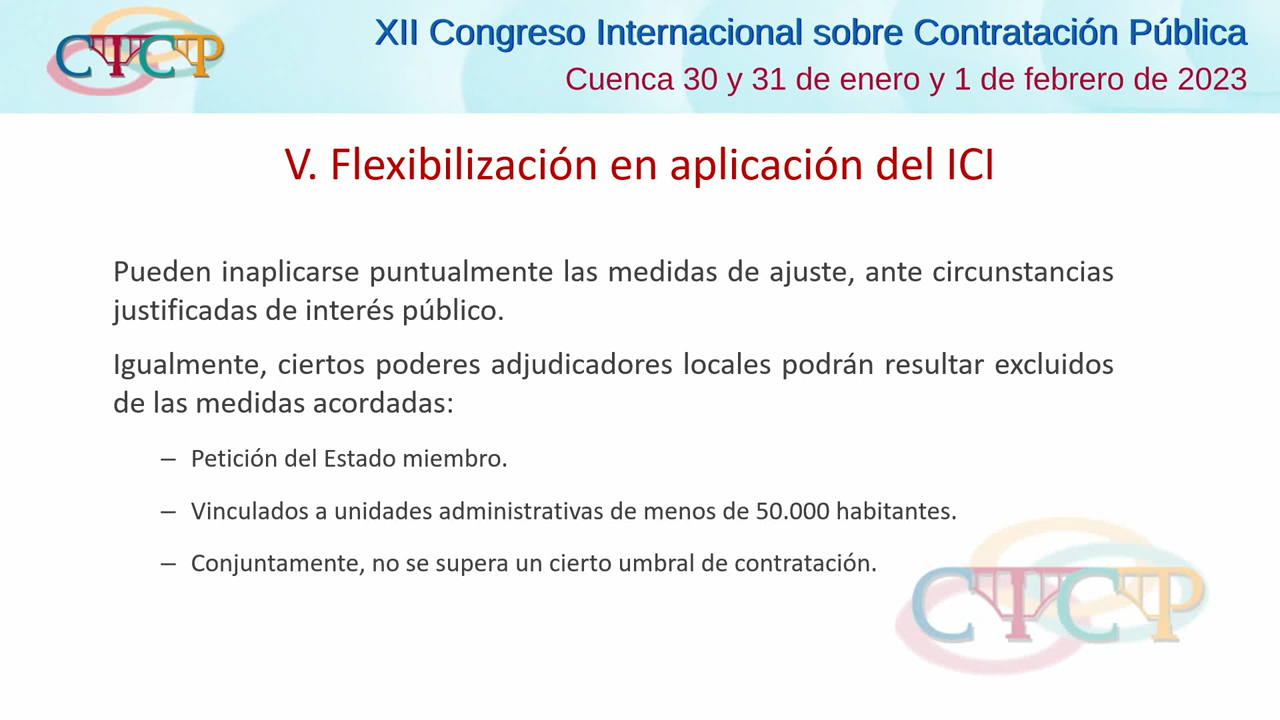 CYCP
XII Congreso Internacional sobre Contratación Pública
Cuenca 30 y 31 de enero y 1 de febrero de 2023
V. Flexibilización en aplicación del ICI
Pueden inaplicarse puntualmente las medidas de ajuste, ante circunstancias
justificadas de interés público.
Igualmente, ciertos poderes adjudicadores locales podrán resultar excluidos
de las medidas acordadas:
– Petición del Estado miembro.
– Vinculados a unidades administrativas de menos de 50.000 habitantes.
– Conjuntamente, no se supera un cierto umbral de contratación.
CYCP